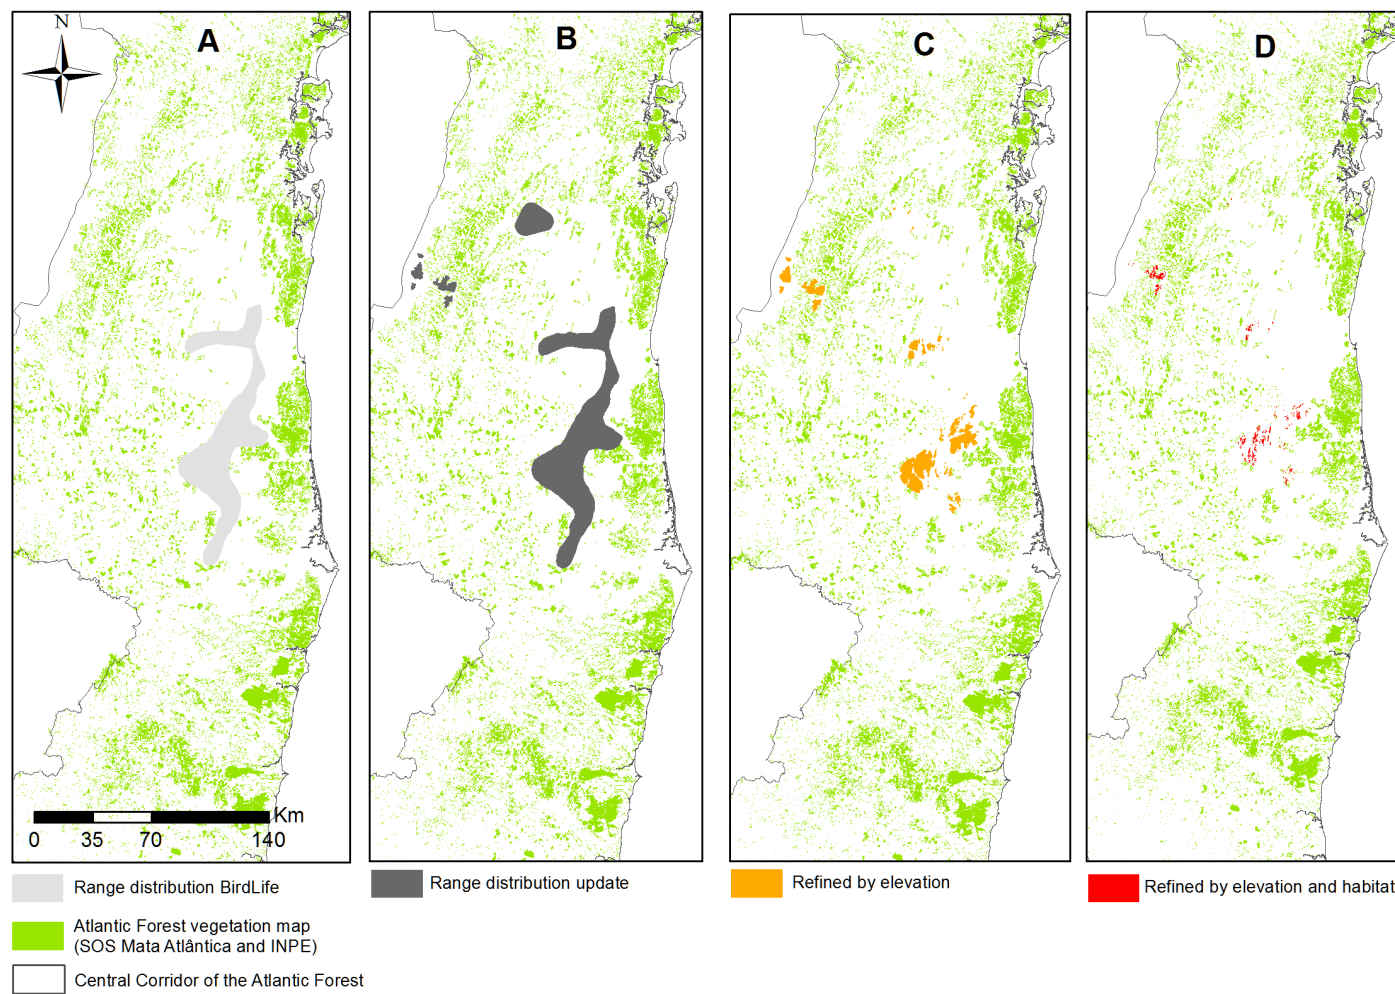 N
A
B
C
D
Km
0 35 70 140
Range distribution BirdLife
Range distribution update
Refined by elevation
Refined by elevation and habitat
Atlantic Forest vegetation map
(SOS Mata Atlântica and INPE)
Central Corridor of the Atlantic Forest